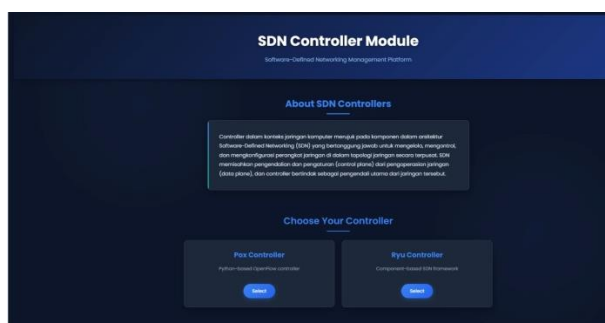 SDN Controller Module
Software-Defined Networking Management Platform
About SDN Controllers
Controller dalam konteks jaringan komputer merujuk pada komponen dalam arsitektur
Software-Defined Networking (SDN) yang bertanggung jawab untuk mengelola, mengontrol,
dan mengkonfigurasi perangkat jaringan di dalam topologi jaringan secara terpusat. SDN
memisahkan pengendalian dan pengaturan (control plane) dari pengoperasian jaringan
(data plane), dan controller bertindak sebagai pengendali utama dari jaringan tersebut.
Choose Your Controller
Pox Controller
Python-based OpenFlow controller
Select
Ryu Controller
Component-based SDN framework
Select